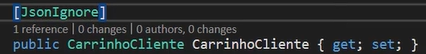 [JsonIgnore]
1 reference | 0 changes | 0 authors, 0 changes
public CarrinhoCliente CarrinhoCliente { get; set; }